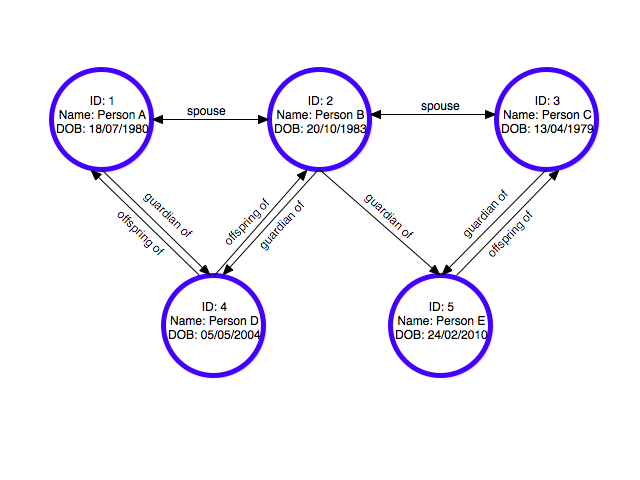 ID: 1
Name: Person A
DOB: 18/07/1980
spouse
ID: 2
Name: Person B
DOB: 20/10/1983
spouse
ID: 3
Name: Person C
DOB: 13/04/1979
guardian of
offspring of
offspring of
guardian of
guardian of
guardian of
offspring of
ID: 4
Name: Person D
DOB: 05/05/2004
ID: 5
Name: Person E
DOB: 24/02/2010